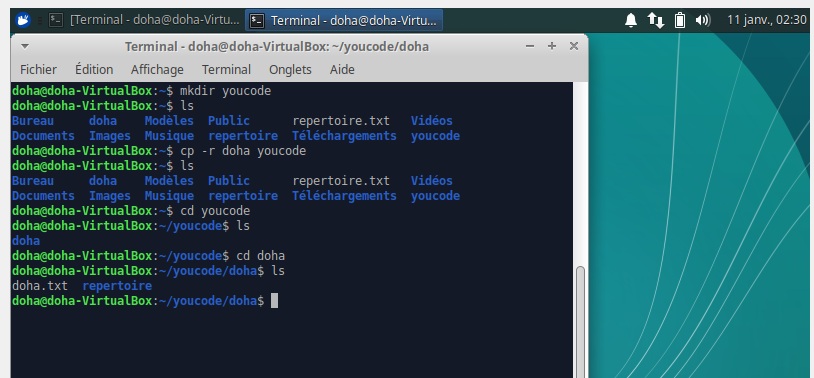 [Terminal - doha@doha-Virtu... Terminal - doha@doha-Virtu... 11 janv., 02:30
Terminal - doha@doha-VirtualBox: ~/youcode/doha
Fichier Édition Affichage Terminal Onglets Aide
doha@doha-VirtualBox:~$ mkdir youcode
doha@doha-VirtualBox:~$ ls
Bureau doha Modèles Public repertoire.txt Vidéos
Documents Images Musique repertoire Téléchargements youcode
doha@doha-VirtualBox:~$ cp -r doha youcode
doha@doha-VirtualBox:~$ ls
Bureau doha Modèles Public repertoire.txt Vidéos
Documents Images Musique repertoire Téléchargements youcode
doha@doha-VirtualBox:~$ cd youcode
doha@doha-VirtualBox:~/youcode$ ls
doha
doha@doha-VirtualBox:~/youcode$ cd doha
doha@doha-VirtualBox:~/youcode/doha$ ls
doha.txt repertoire
doha@doha-VirtualBox:~/youcode/doha$